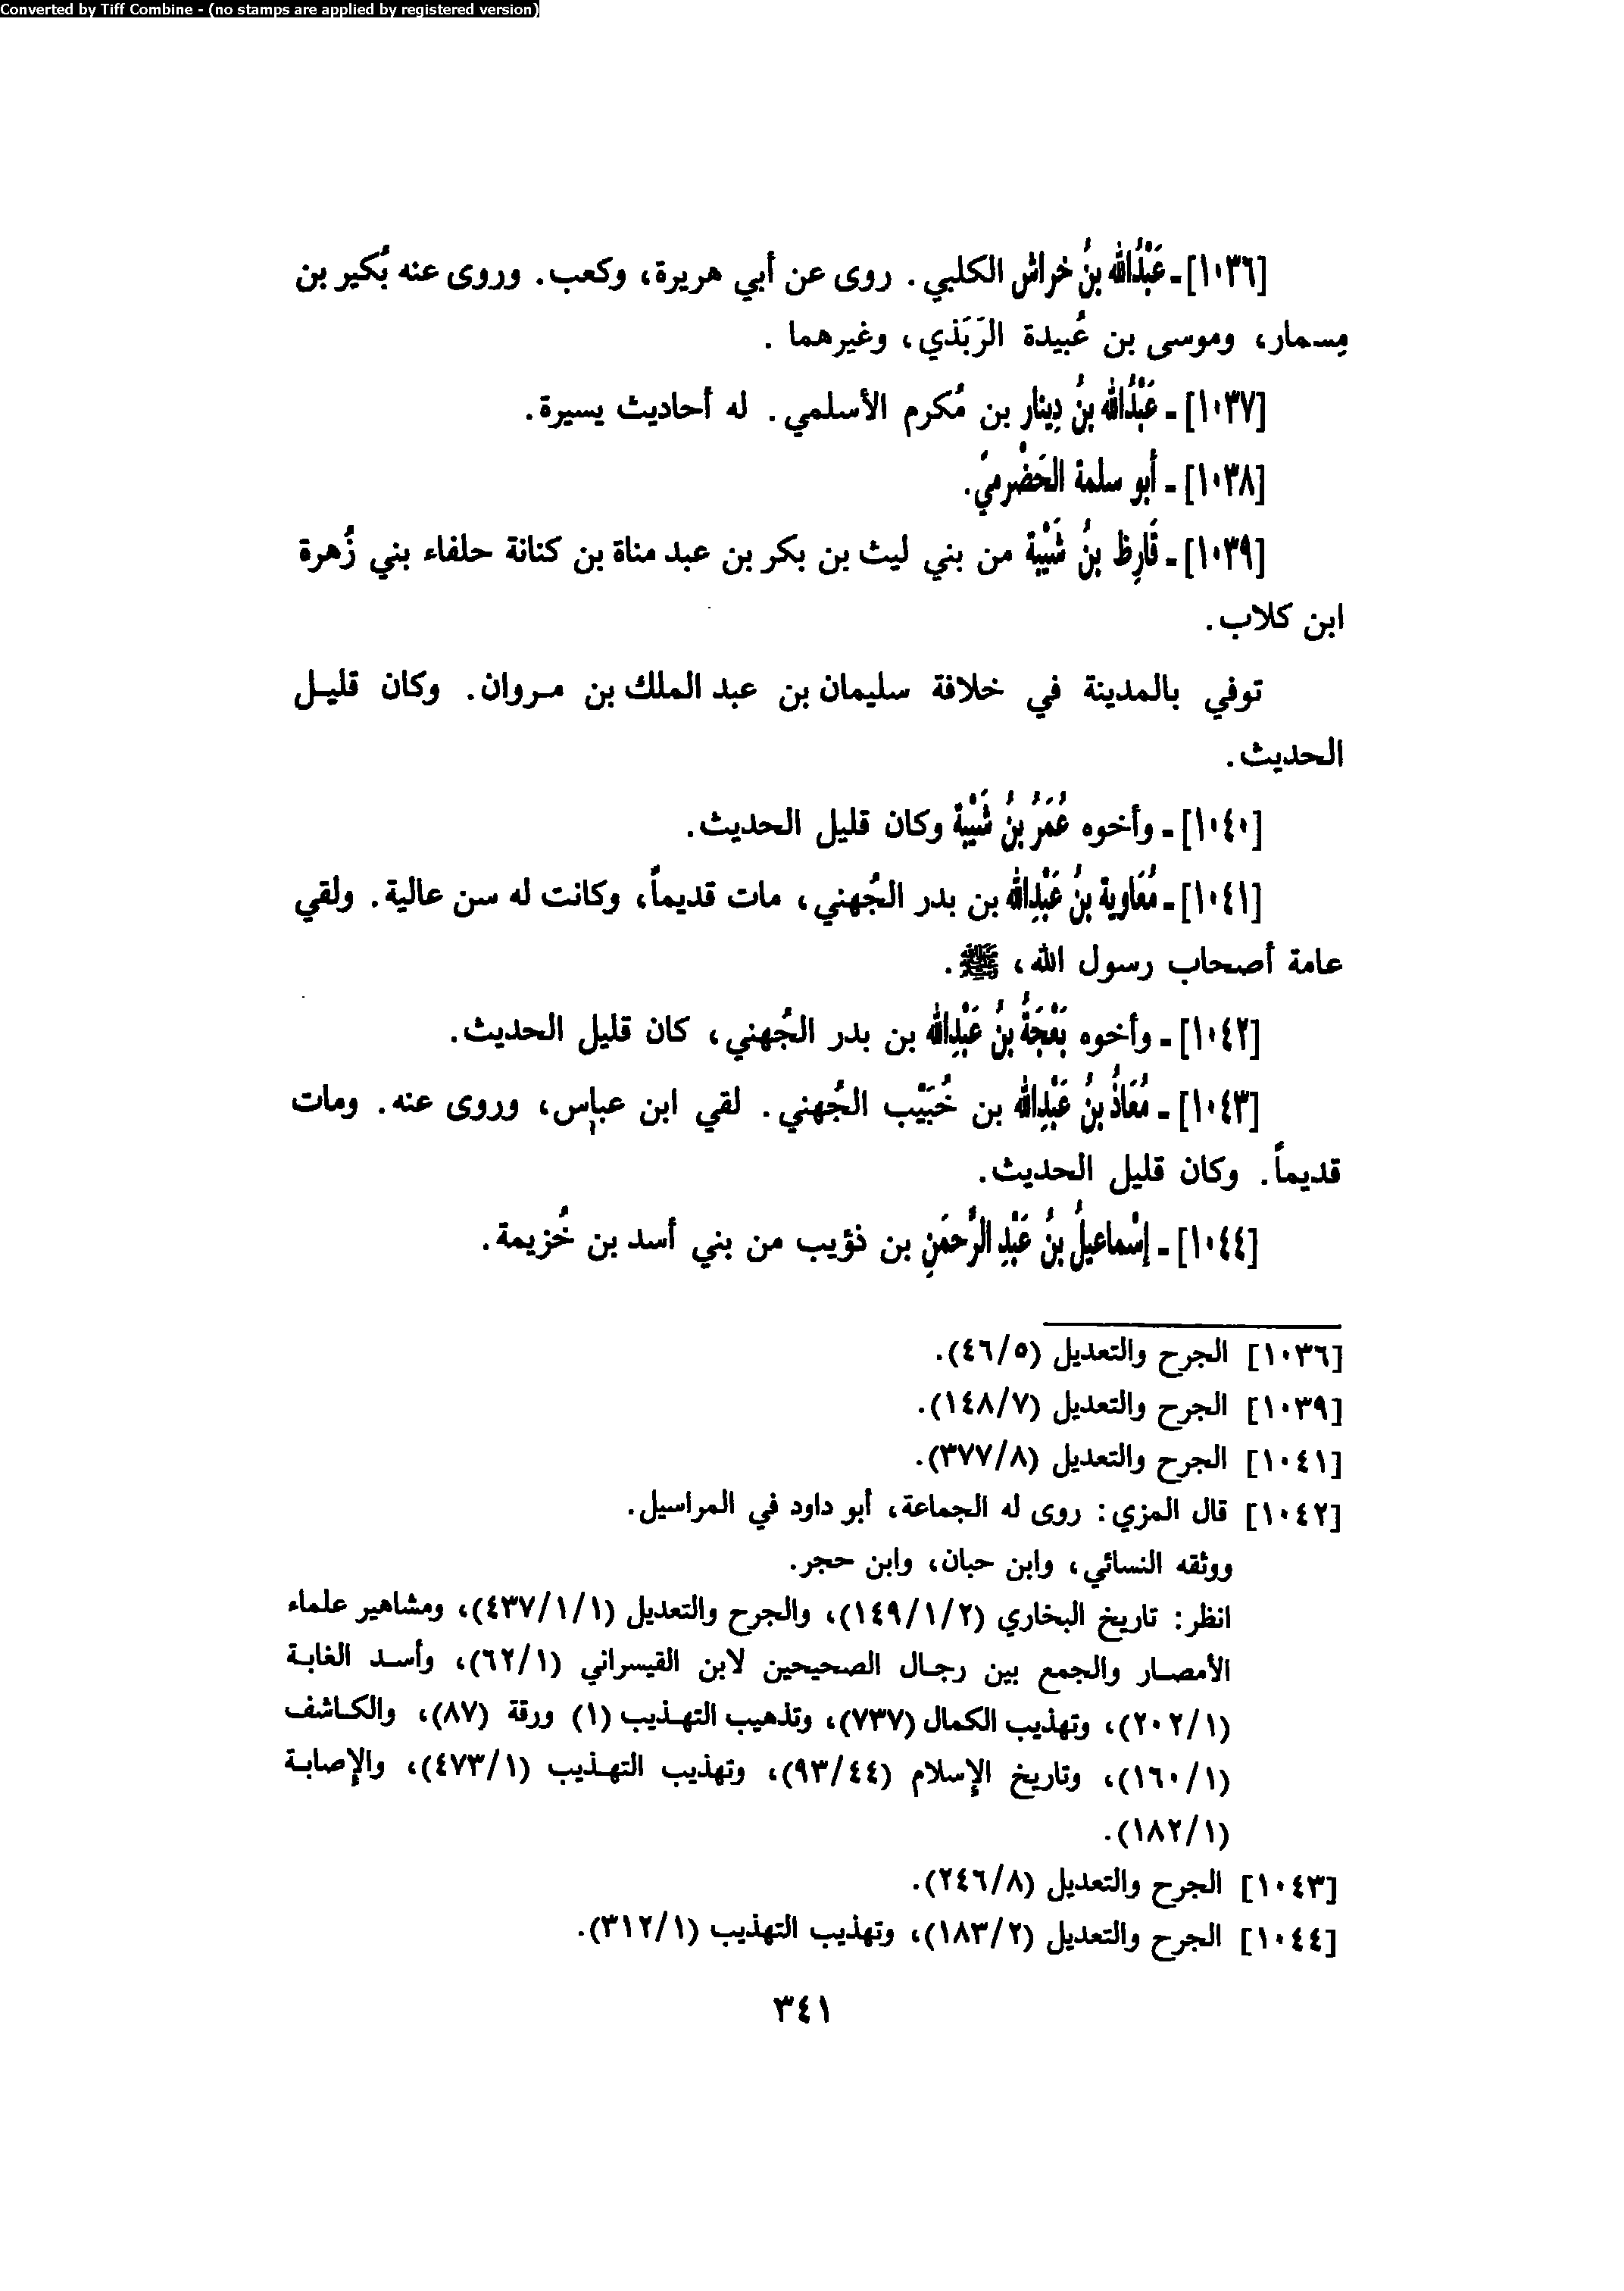 Converted by Tiff Combine - (no stamps are applied by registered version)
[١٠٣٦] - عَبْدُالله بنُ خراش الكلبي . روى عن أبي هريرة، وكعب. وروى عنه بُكير بن
مِسمار، وموسى بن عُبيدة الرَبَذي، وغيرهما .
[١٠٣٧] - عَبْدُالله بنُ دِينار بن مُكرم الأسلمي. له أحاديث يسيرة.
[١٠٣٨] - أبو سلمة الحَضْرميّ.
[١٠٣٩] - قَارِظ بنُ شَيْبة من بني ليث بن بكر بن عبد مناة بن كنانة حلفاء بني زُهرة
ابن كلاب.
توفي بالمدينة في خلافة سليمان بن عبد الملك بن مروان. وكان قليل
الحديث.
[١٠٤٠] - وأخوه عُمَرُ بنُ شَيْبة وكان قليل الحديث.
[١٠٤١] - مُعَاوية بنُ عَبْدِالله بن بدر الجُهني، مات قديماً، وكانت له سن عالية. ولقي
عامة أصحاب رسول الله، ﷺ.
[١٠٤٢] - وأخوه بَعْجَةُ بنُ عَبْدِالله بن بدر الجُهني، كان قليل الحديث.
[١٠٤٣] - مُعَاذُ بنُ عَبْدِالله بن خُبَيْب الجُهني. لقي ابن عباس، وروى عنه. ومات
قديماً. وكان قليل الحديث.
[١٠٤٤] - إسْماعيلُ بنُ عَبْدِ الرَّحمَنِ بن ذؤيب من بني أسد بن خُزيمة.
[١٠٣٦] الجرح والتعديل (٤٦/٥).
[١٠٣٩] الجرح والتعديل (١٤٨/٧).
[١٠٤١] الجرح والتعديل (٣٧٧/٨).
[١٠٤٢] قال المزي: روى له الجماعة، أبو داود في المراسيل.
ووثقه النسائي، وابن حبان، وابن حجر.
انظر: تاريخ البخاري (١٤٩/١/٢)، والجرح والتعديل (٤٣٧/١/١)، ومشاهير علماء
الأمصار والجمع بين رجال الصحيحين لابن القيسراني (٦٢/١)، وأسد الغابة
(٢٠٢/١)، وتهذيب الكمال (٧٣٧)، وتذهيب التهذيب (١) ورقة (٨٧)، والكاشف
(١٦٠/١)، وتاريخ الإسلام (٩٣/٤٤)، وتهذيب التهذيب (٤٧٣/١)، والإصابة
(١٨٢/١).
[١٠٤٣] الجرح والتعديل (٢٤٦/٨).
[١٠٤٤] الجرح والتعديل (١٨٣/٢)، وتهذيب التهذيب (٣١٢/١).
٣٤١